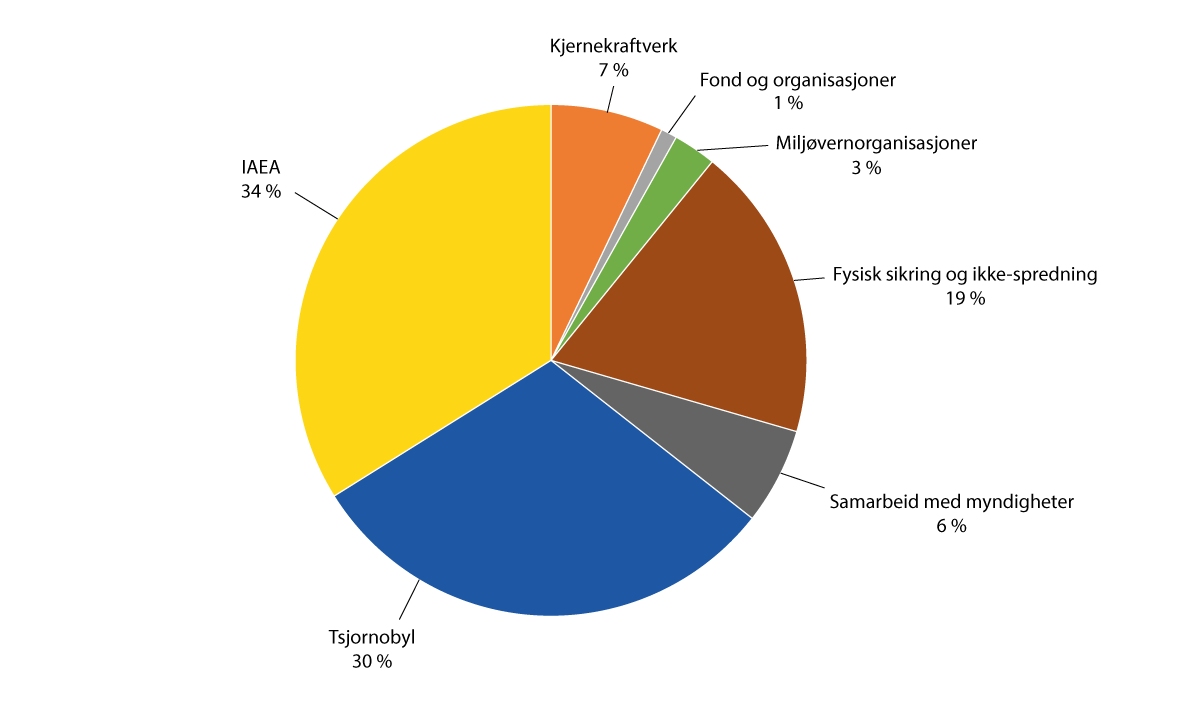 Kjernekraftverk
7 %
Fond og organisasjoner
1 %
Miljøvernorganisasjoner
3 %
IAEA
34 %
Fysisk sikring og ikke-spredning
19 %
Samarbeid med myndigheter
6 %
Tsjornobyl
30 %